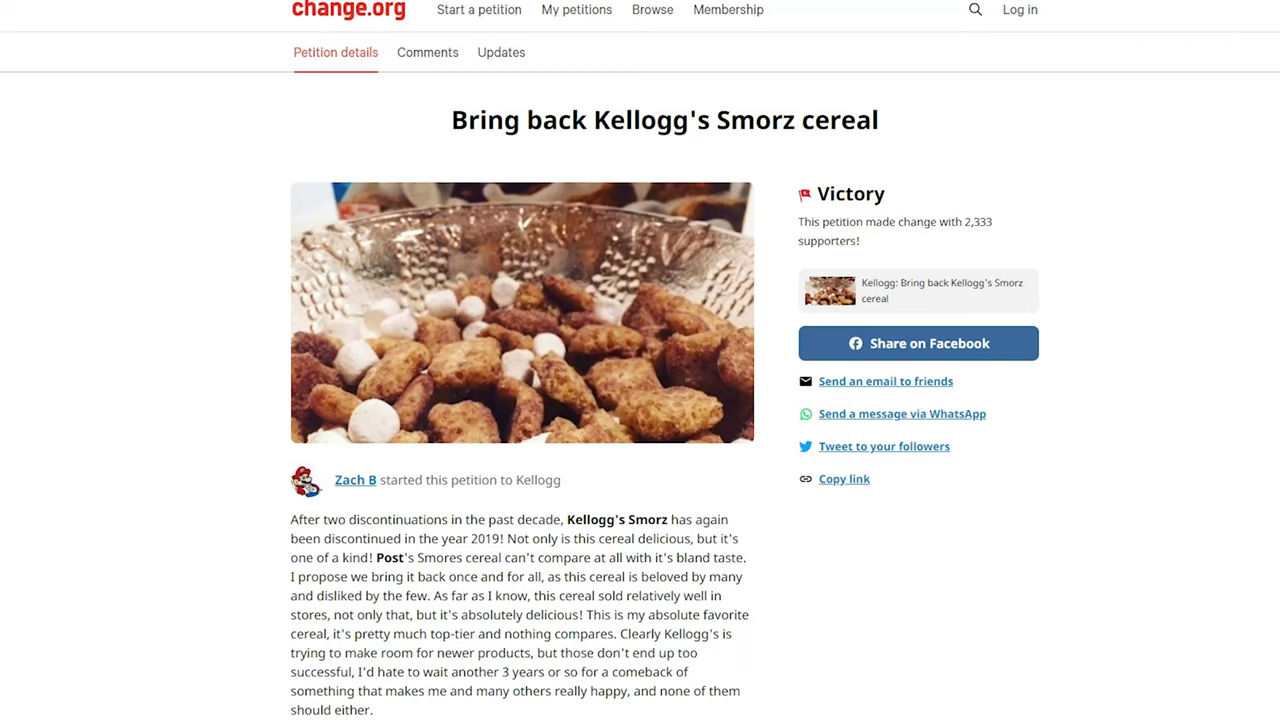 change.org
Start a petition
My petitions
Browse
Membership
Log in
Petition details
Comments
Updates
Bring back Kellogg's Smorz cereal
Victory
This petition made change with 2,333
supporters!
Kellogg: Bring back Kellogg's Smorz
cereal
Share on Facebook
Send an email to friends
Send a message via WhatsApp
Tweet to your followers
Copy link
Zach B started this petition to Kellogg
After two discontinuations in the past decade, Kellogg's Smorz has again
been discontinued in the year 2019! Not only is this cereal delicious, but it's
one of a kind! Post's Smores cereal can't compare at all with it's bland taste.
I propose we bring it back once and for all, as this cereal is beloved by many
and disliked by the few. As far as I know, this cereal sold relatively well in
stores, not only that, but it's absolutely delicious! This is my absolute favorite
cereal, it's pretty much top-tier and nothing compares. Clearly Kellogg's is
trying to make room for newer products, but those don't end up too
successful, I'd hate to wait another 3 years or so for a comeback of
something that makes me and many others really happy, and none of them
should either.